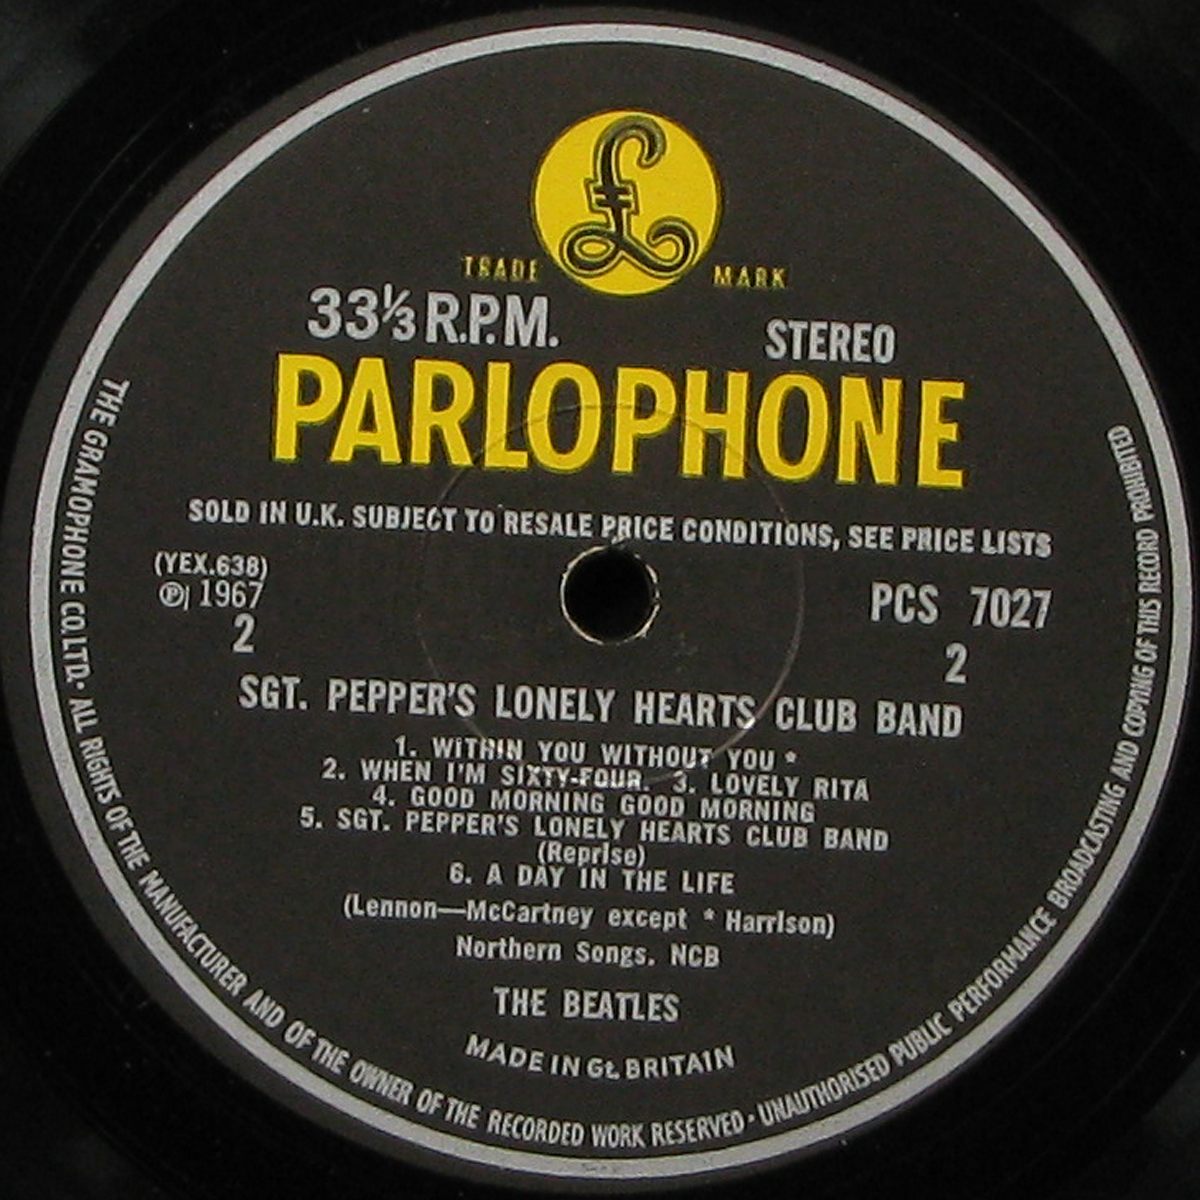 £
TRADE MARK
33⅓ R.P.M. STEREO
PARLOPHONE
SOLD IN U.K. SUBJECT TO RESALE PRICE CONDITIONS, SEE PRICE LISTS
(YEX.638)
Ⓟ 1967
2
PCS 7027
2
SGT. PEPPER'S LONELY HEARTS CLUB BAND
1. WITHIN YOU WITHOUT YOU *
2. WHEN I'M SIXTY-FOUR. 3. LOVELY RITA
4. GOOD MORNING GOOD MORNING
5. SGT. PEPPER'S LONELY HEARTS CLUB BAND
(Reprise)
6. A DAY IN THE LIFE
(Lennon—McCartney except * Harrison)
Northern Songs. NCB
THE BEATLES
MADE IN Gt. BRITAIN
THE GRAMOPHONE CO. LTD. · ALL RIGHTS OF THE MANUFACTURER AND OF THE OWNER OF THE RECORDED WORK RESERVED · UNAUTHORISED PUBLIC PERFORMANCE BROADCASTING AND COPYING OF THIS RECORD PROHIBITED